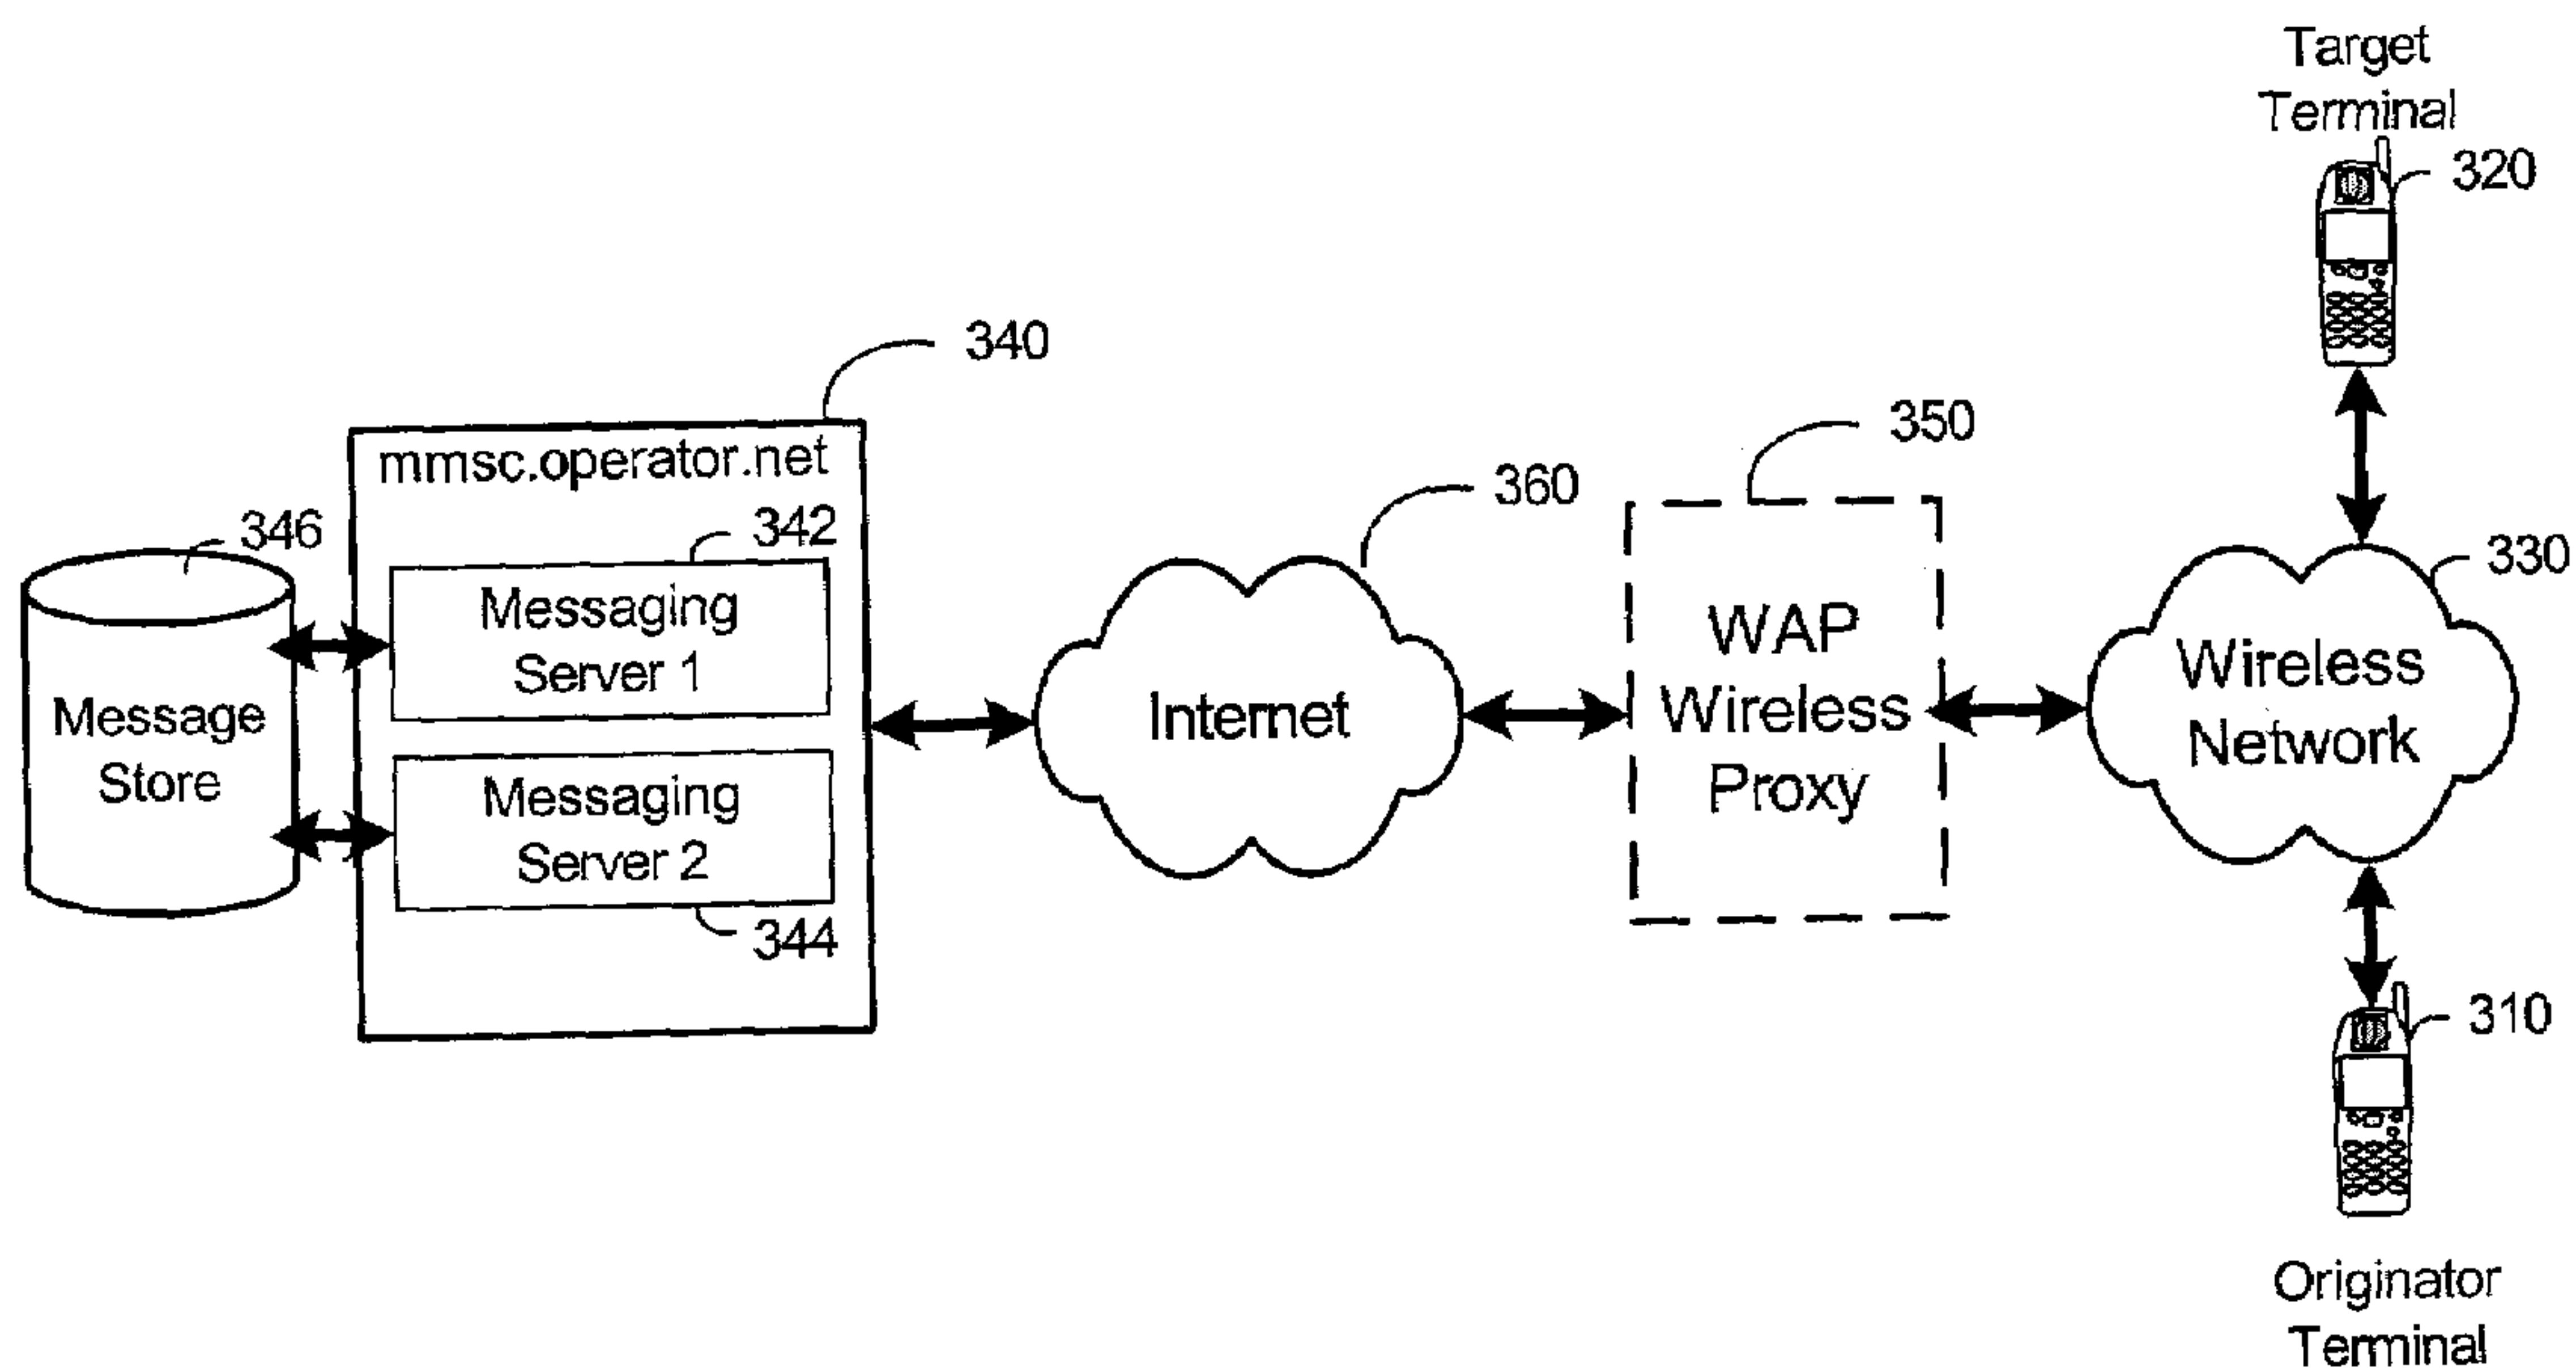 Target
Terminal
320
340
mmsc.operator.net
350
360
346
342
330
Messaging
Server 1
Message
Store
Internet
WAP
Wireless
Proxy
Wireless
Network
Messaging
Server 2
344
310
Originator
Terminal